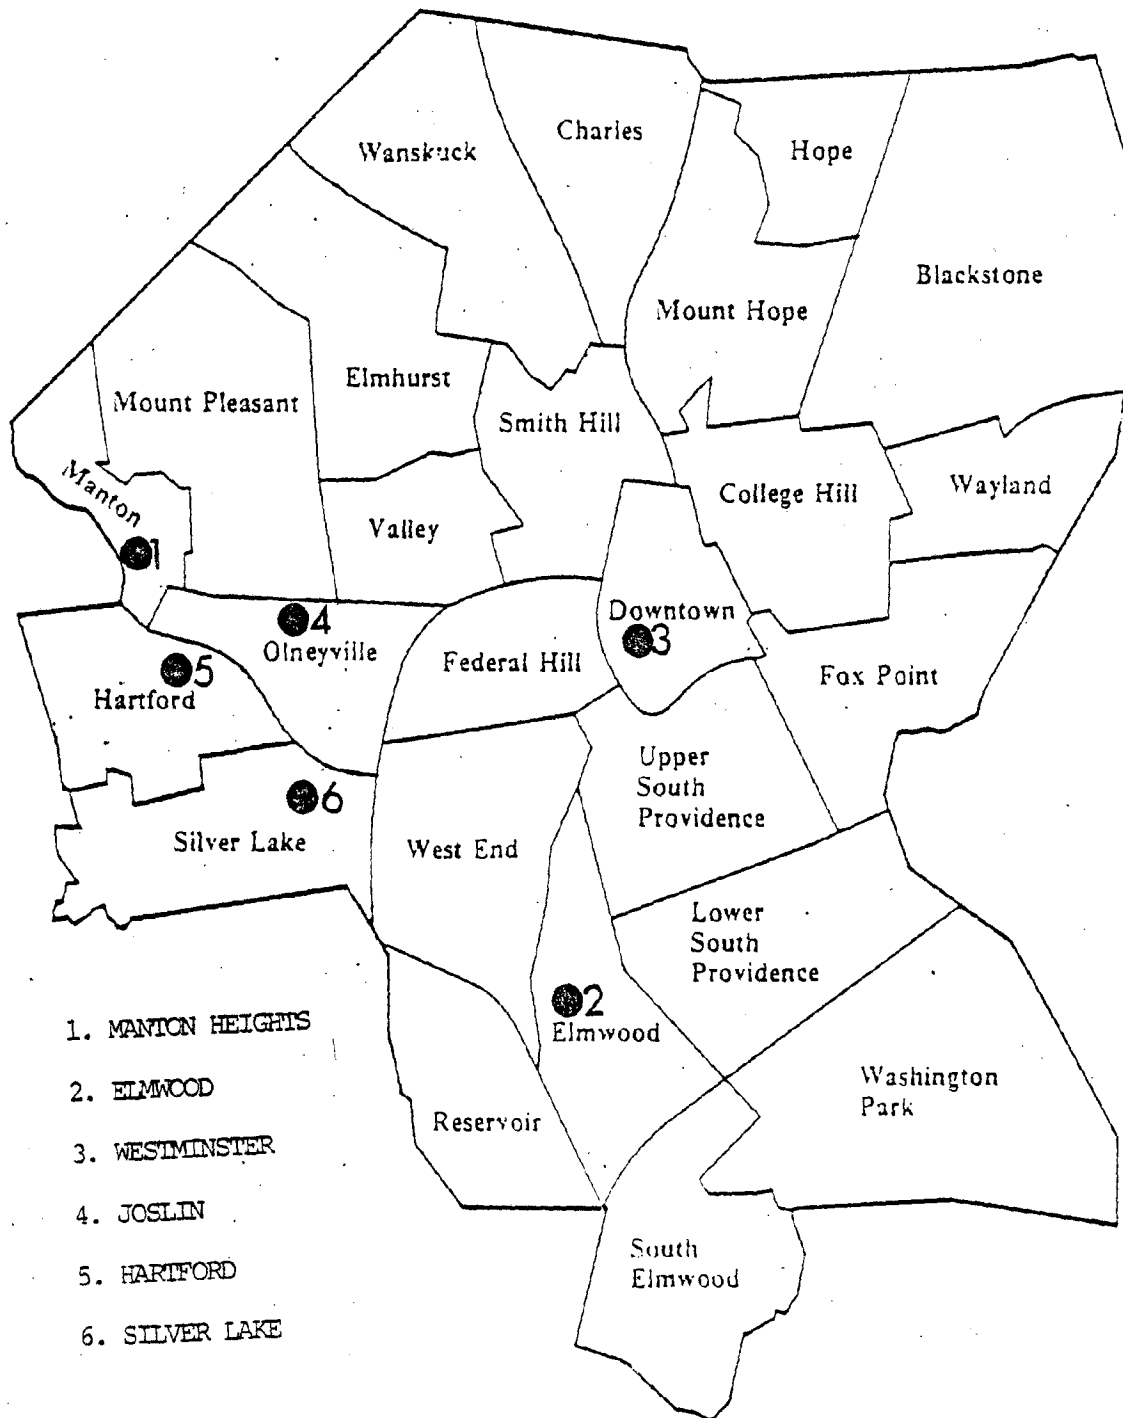 Charles
Wanskuck
Hope
Blackstone
Mount Hope
Elmhurst
Mount Pleasant
Smith Hill
Manton
College Hill
Wayland
Valley
1
Downtown
4
3
Olneyville
Federal Hill
5
Fox Point
Hartford
Upper
South
Providence
6
Silver Lake
West End
Lower
South
Providence
2
Elmwood
Washington
Park
Reservoir
South
Elmwood
1. MANTON HEIGHTS
2. ELMWOOD
3. WESTMINSTER
4. JOSLIN
5. HARTFORD
6. SILVER LAKE